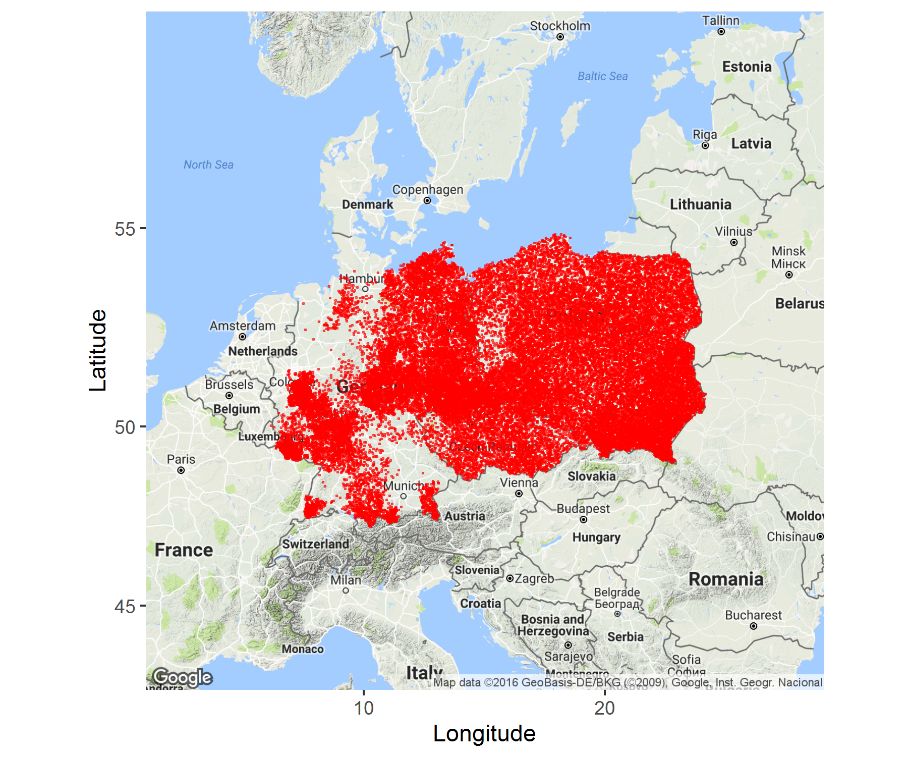 Stockholm
Tallinn
Estonia
Baltic Sea
Riga
Latvia
North Sea
Copenhagen
Denmark
Lithuania
Vilnius
Minsk
Мінск
Belarus
55
Hamburg
Amsterdam
Netherlands
Brussels
Belgium
50
Paris
Munich
Vienna
Slovakia
Budapest
Hungary
Austria
Switzerland
France
Chisinau
Slovenia
Zagreb
Milan
Croatia
Romania
Belgrade
Београд
45
Bosnia and
Herzegovina
Serbia
Bucharest
Monaco
Sarajevo
Sofia
София
Italy
Google
Map data ©2016 GeoBasis-DE/BKG (©2009), Google, Inst. Geogr. Nacional
10
20
Longitude
Latitude